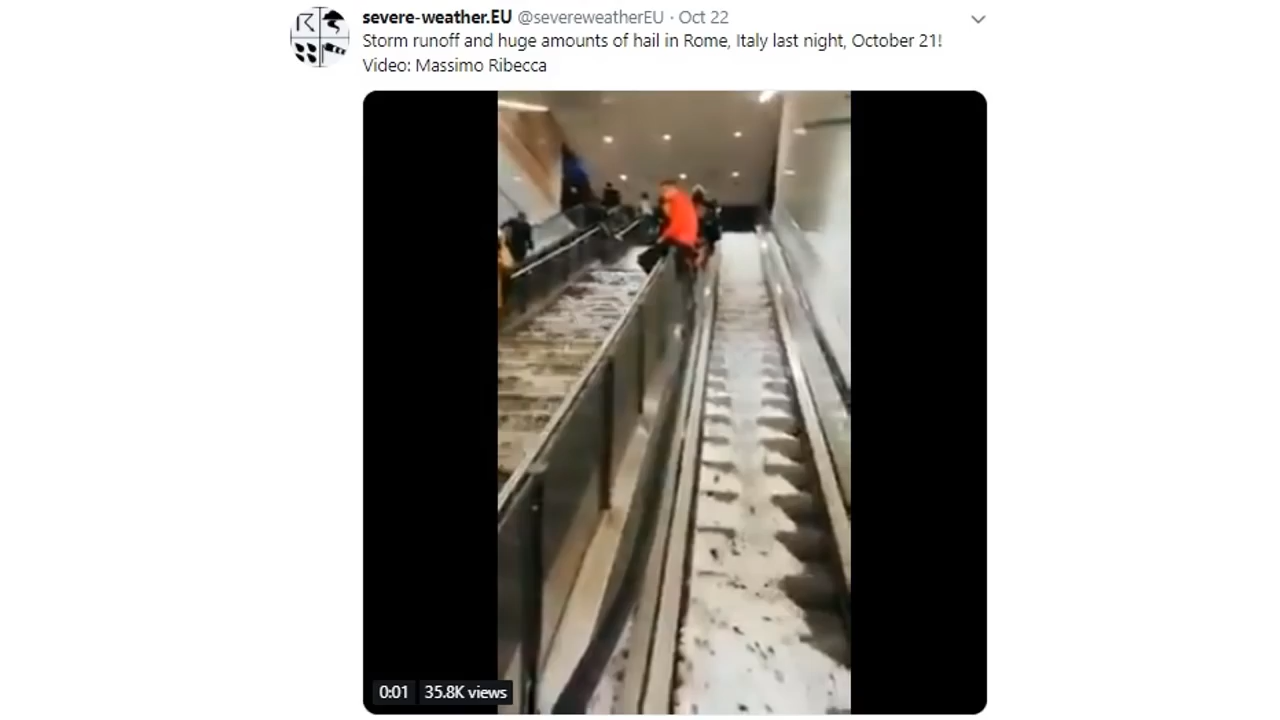 severe-weather.EU @severeweatherEU · Oct 22
Storm runoff and huge amounts of hail in Rome, Italy last night, October 21!
Video: Massimo Ribecca
0:01 35.8K views